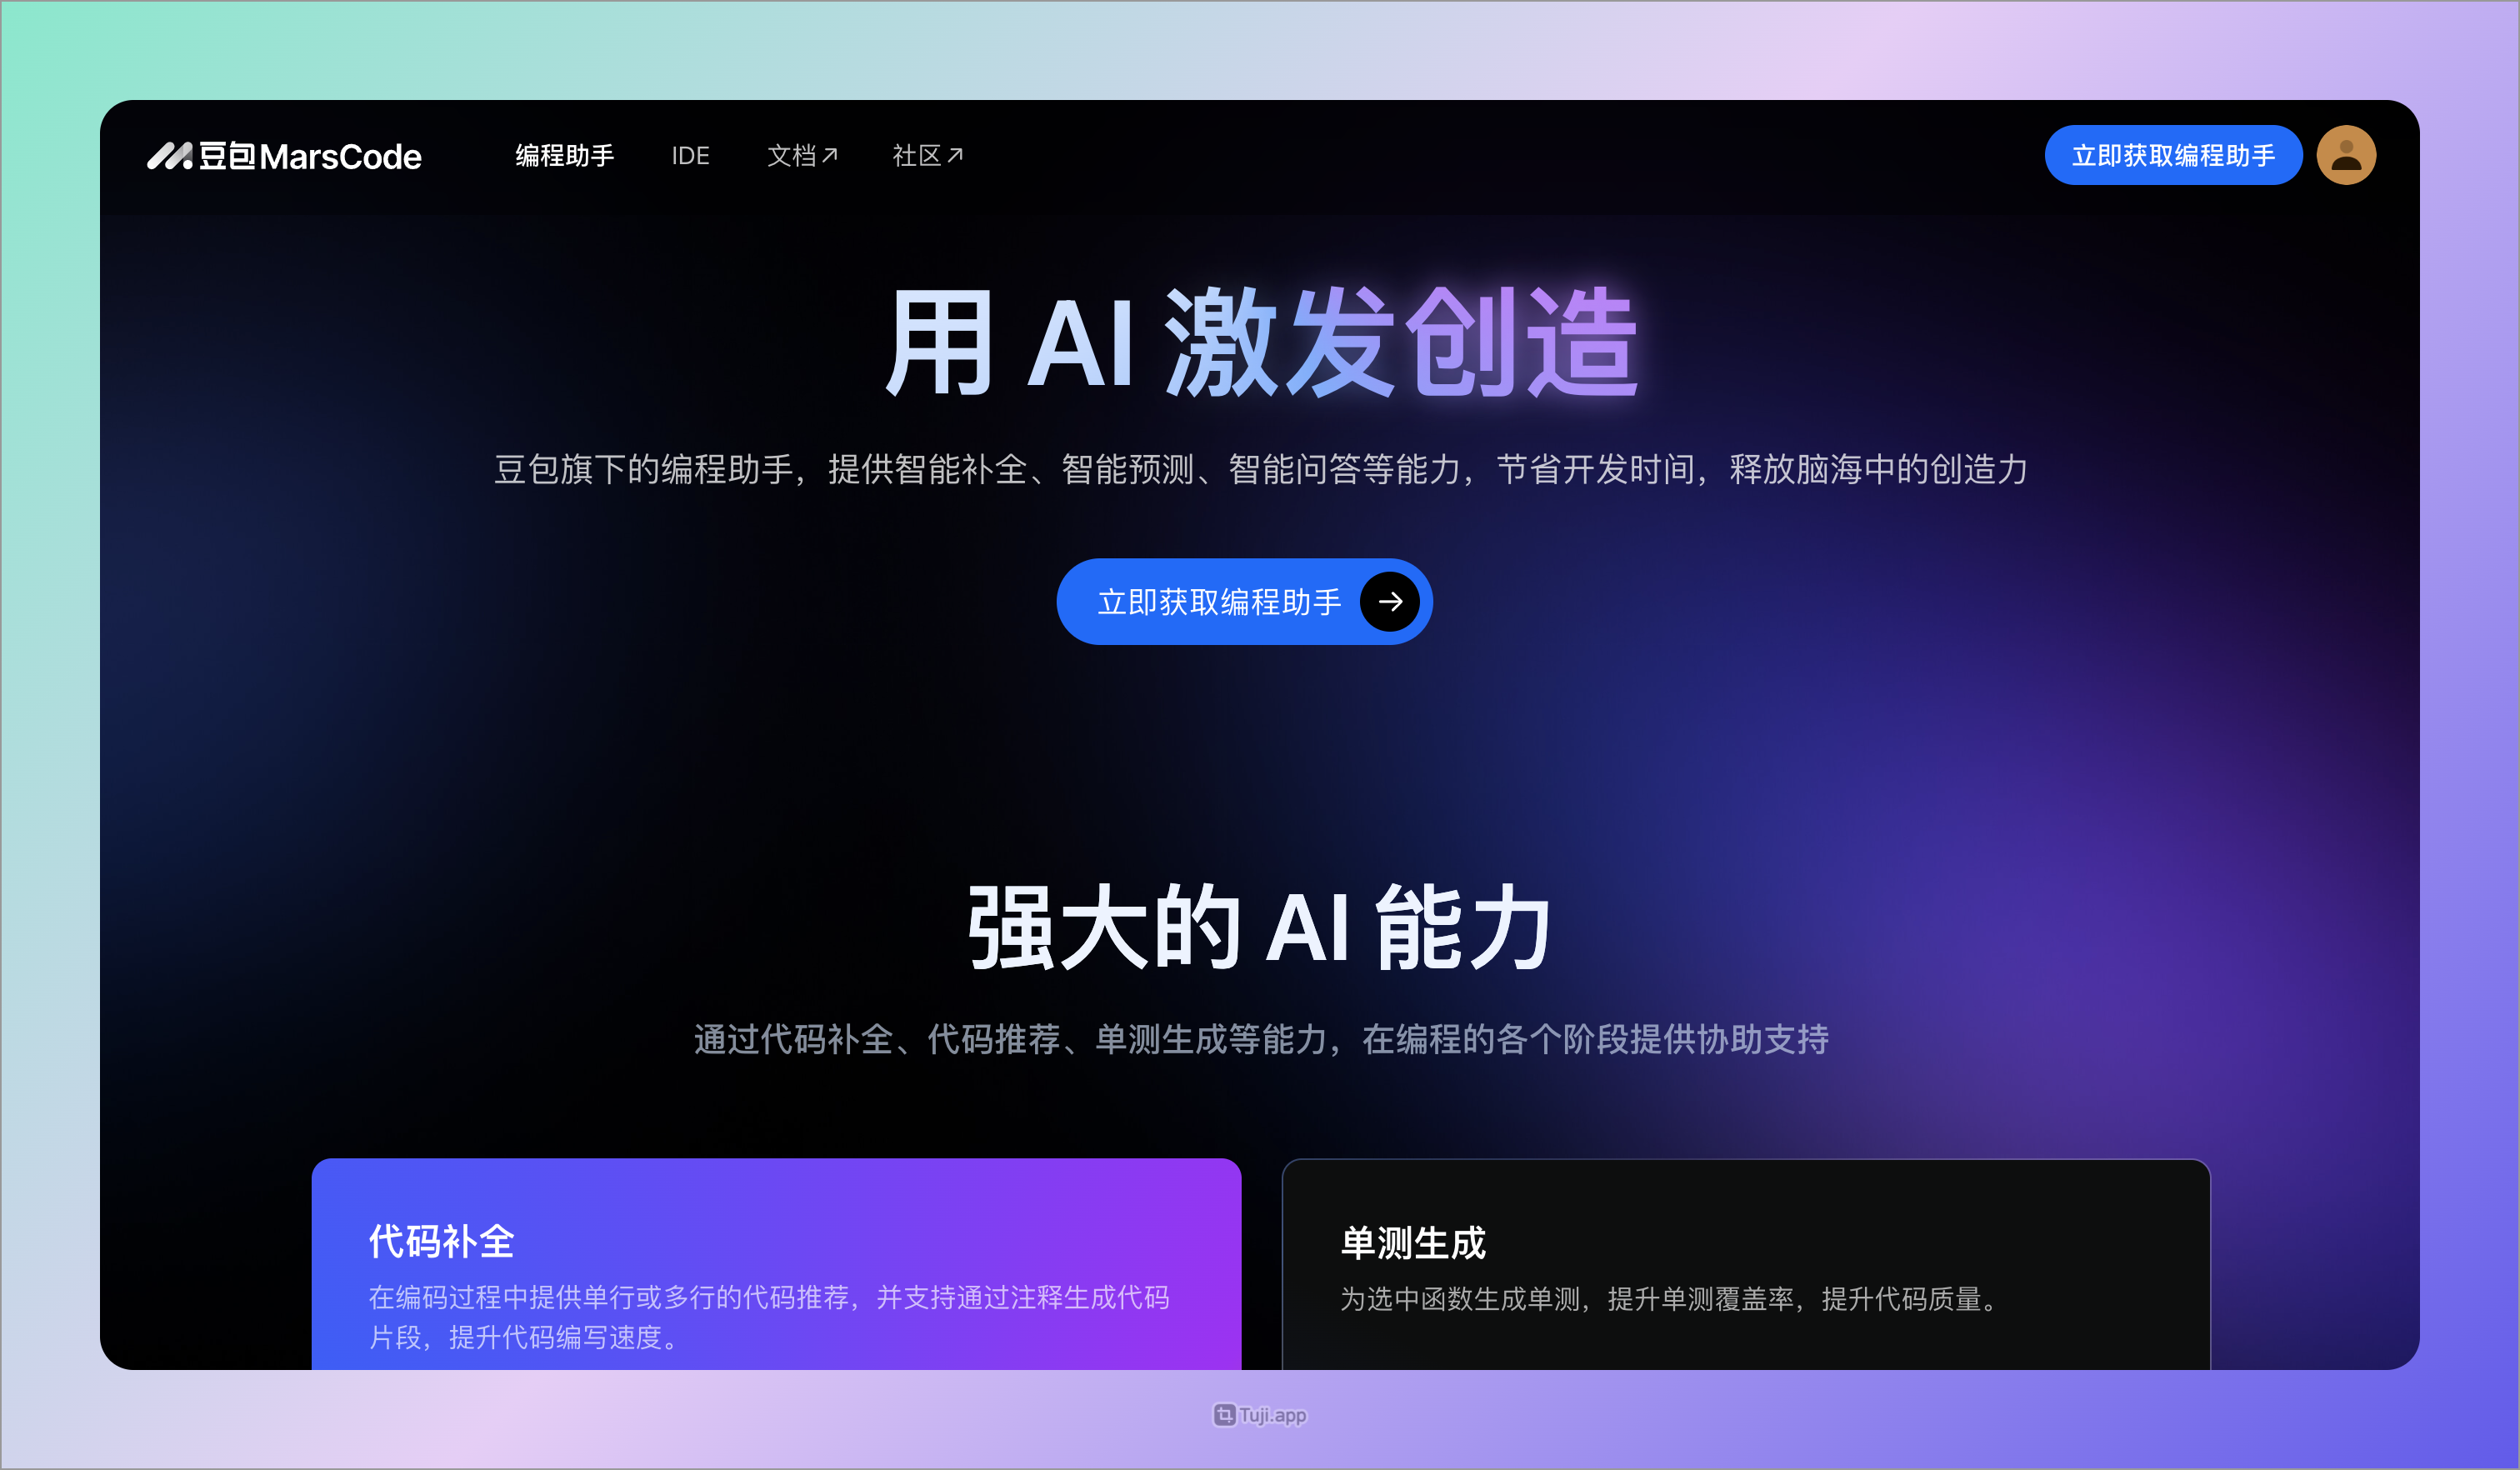 豆包MarsCode
编程助手
IDE
文档
社区
立即获取编程助手
用 AI 激发创造
豆包旗下的编程助手，提供智能补全、智能预测、智能问答等能力，节省开发时间，释放脑海中的创造力
立即获取编程助手
强大的 AI 能力
通过代码补全、代码推荐、单测生成等能力，在编程的各个阶段提供协助支持
代码补全
在编码过程中提供单行或多行的代码推荐，并支持通过注释生成代码
片段，提升代码编写速度。
单测生成
为选中函数生成单测，提升单测覆盖率，提升代码质量。
Tuji.app